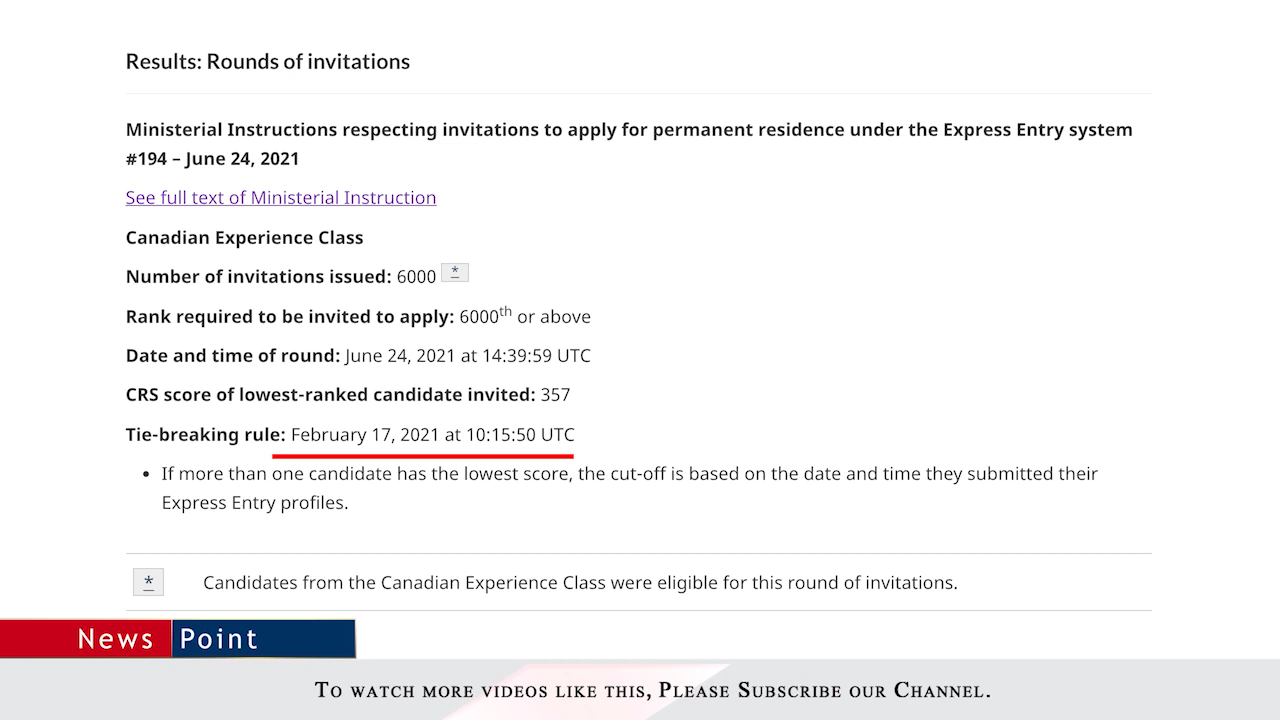 Results: Rounds of invitations
Ministerial Instructions respecting invitations to apply for permanent residence under the Express Entry system
#194 – June 24, 2021
See full text of Ministerial Instruction
Canadian Experience Class
Number of invitations issued: 6000 *
Rank required to be invited to apply: 6000th or above
Date and time of round: June 24, 2021 at 14:39:59 UTC
CRS score of lowest-ranked candidate invited: 357
Tie-breaking rule: February 17, 2021 at 10:15:50 UTC
• If more than one candidate has the lowest score, the cut-off is based on the date and time they submitted their
Express Entry profiles.
* Candidates from the Canadian Experience Class were eligible for this round of invitations.
News Point
To watch more videos like this, Please Subscribe our Channel.